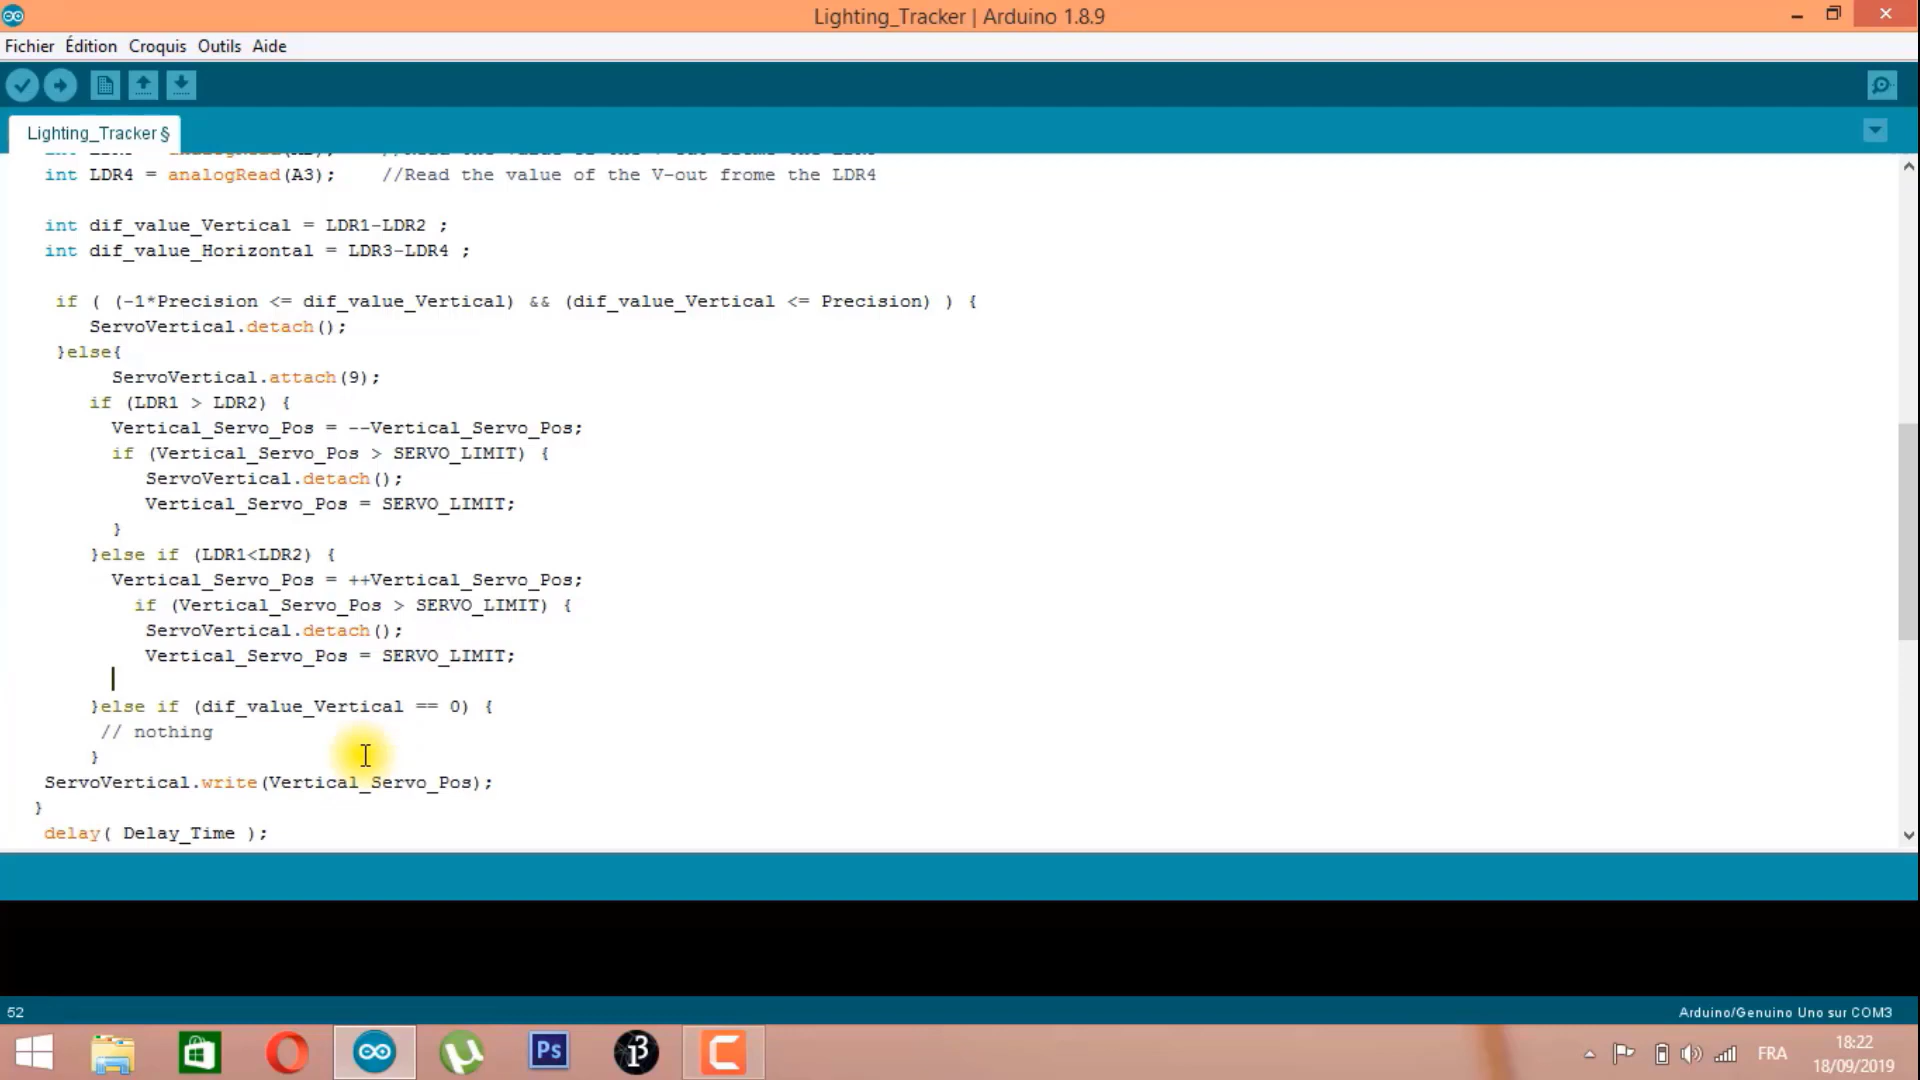 Lighting_Tracker | Arduino 1.8.9
Fichier Édition Croquis Outils Aide
Lighting_Tracker §
int LDR4 = analogRead(A3);    //Read the value of the V-out frome the LDR4
int dif_value_Vertical = LDR1-LDR2 ;
int dif_value_Horizontal = LDR3-LDR4 ;
if ( (-1*Precision <= dif_value_Vertical) && (dif_value_Vertical <= Precision) ) {
ServoVertical.detach();
}else{
ServoVertical.attach(9);
if (LDR1 > LDR2) {
Vertical_Servo_Pos = --Vertical_Servo_Pos;
if (Vertical_Servo_Pos > SERVO_LIMIT) {
ServoVertical.detach();
Vertical_Servo_Pos = SERVO_LIMIT;
}
}else if (LDR1<LDR2) {
Vertical_Servo_Pos = ++Vertical_Servo_Pos;
if (Vertical_Servo_Pos > SERVO_LIMIT) {
ServoVertical.detach();
Vertical_Servo_Pos = SERVO_LIMIT;
}else if (dif_value_Vertical == 0) {
// nothing
}
ServoVertical.write(Vertical_Servo_Pos);
}
delay( Delay_Time );
52
Arduino/Genuino Uno sur COM3
Ps
i3
FRA
18:22
18/09/2019